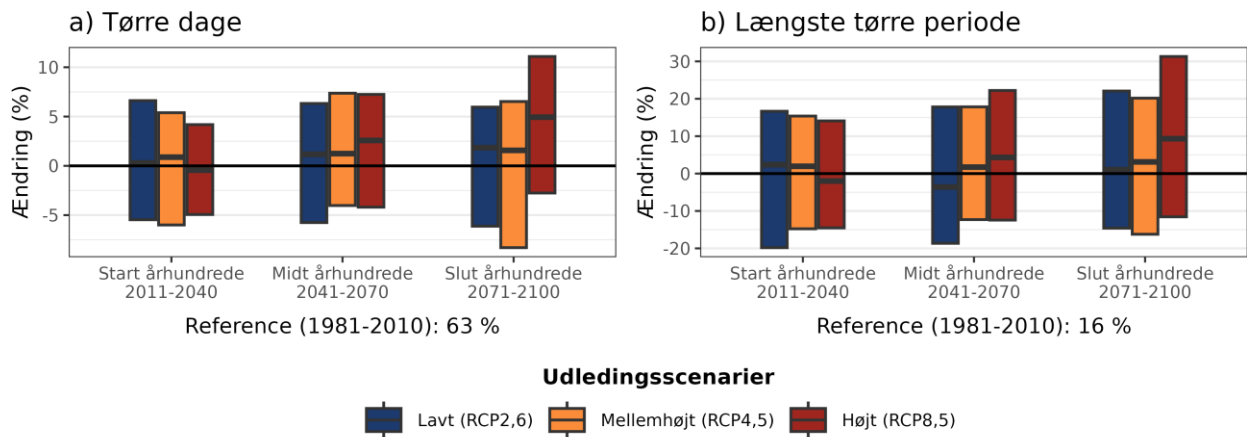 a) Tørre dage
Ændring (%)
10
5
0
-5
Start århundrede
2011-2040
Midt århundrede
2041-2070
Slut århundrede
2071-2100
Reference (1981-2010): 63 %
b) Længste tørre periode
Ændring (%)
30
20
10
0
-10
-20
Start århundrede
2011-2040
Midt århundrede
2041-2070
Slut århundrede
2071-2100
Reference (1981-2010): 16 %
Udledingsscenarier
Lavt (RCP2,6)
Mellemhøjt (RCP4,5)
Højt (RCP8,5)